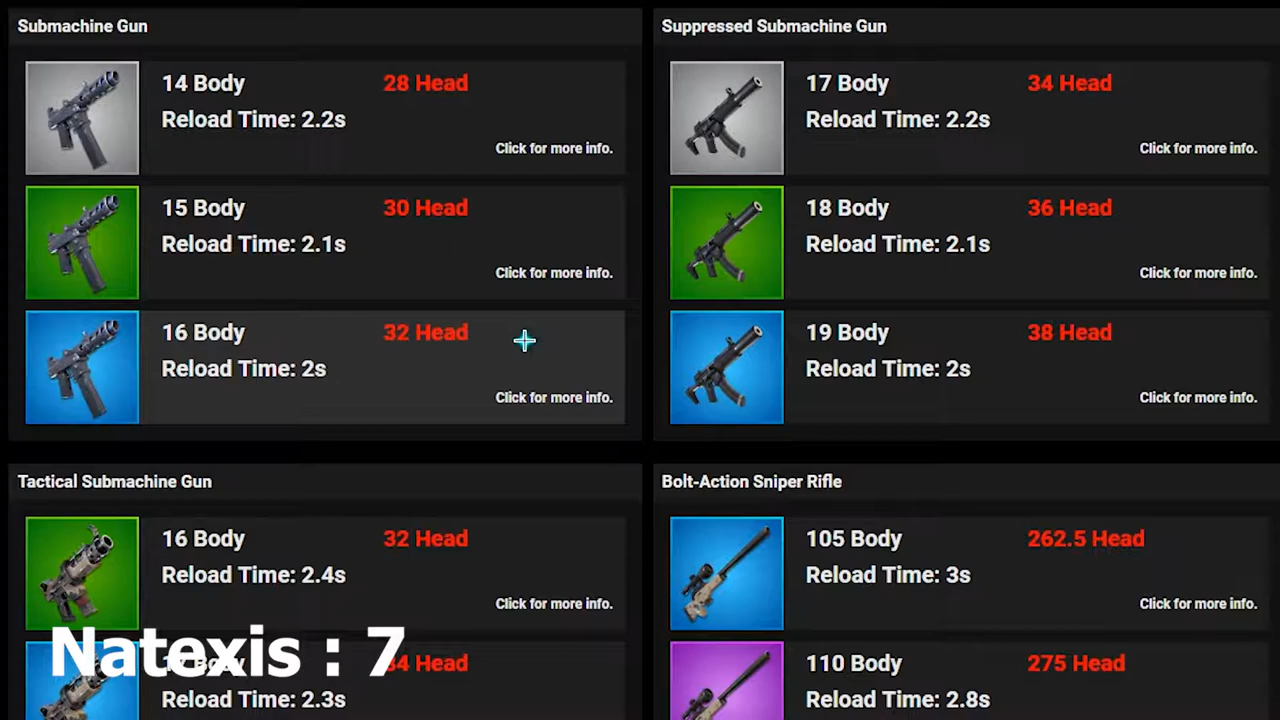 Submachine Gun
14 Body 28 Head
Reload Time: 2.2s
Click for more info.
15 Body 30 Head
Reload Time: 2.1s
Click for more info.
16 Body 32 Head
Reload Time: 2s
Click for more info.
Suppressed Submachine Gun
17 Body 34 Head
Reload Time: 2.2s
Click for more info.
18 Body 36 Head
Reload Time: 2.1s
Click for more info.
19 Body 38 Head
Reload Time: 2s
Click for more info.
Tactical Submachine Gun
16 Body 32 Head
Reload Time: 2.4s
Click for more info.
Natexis : 7
Head
Reload Time: 2.3s
Bolt-Action Sniper Rifle
105 Body 262.5 Head
Reload Time: 3s
Click for more info.
110 Body 275 Head
Reload Time: 2.8s